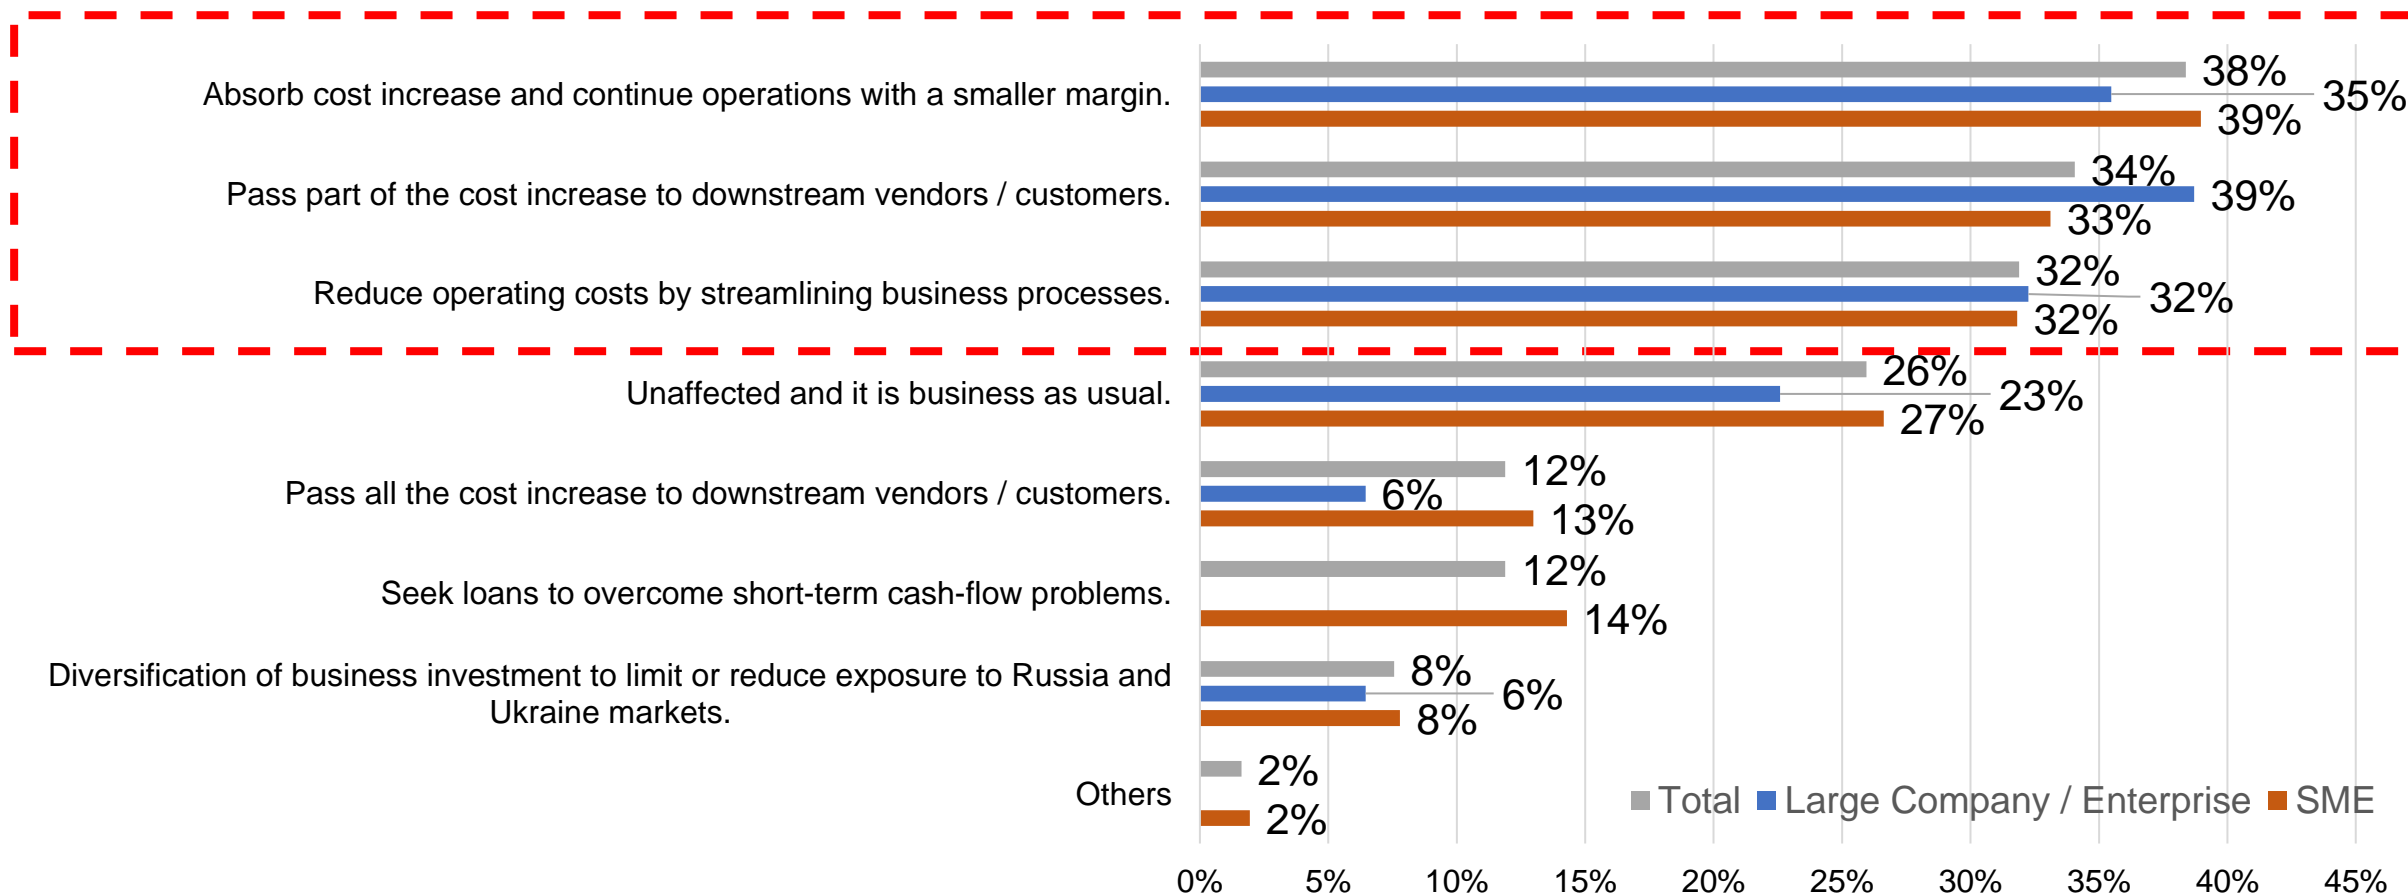 Absorb cost increase and continue operations with a smaller margin.
38%
35%
39%
Pass part of the cost increase to downstream vendors / customers.
34%
39%
33%
Reduce operating costs by streamlining business processes.
32%
32%
32%
Unaffected and it is business as usual.
26%
23%
27%
Pass all the cost increase to downstream vendors / customers.
12%
6%
13%
Seek loans to overcome short-term cash-flow problems.
12%
14%
Diversification of business investment to limit or reduce exposure to Russia and
Ukraine markets.
8%
6%
8%
Others
2%
2%
Total Large Company / Enterprise SME
0% 5% 10% 15% 20% 25% 30% 35% 40% 45%